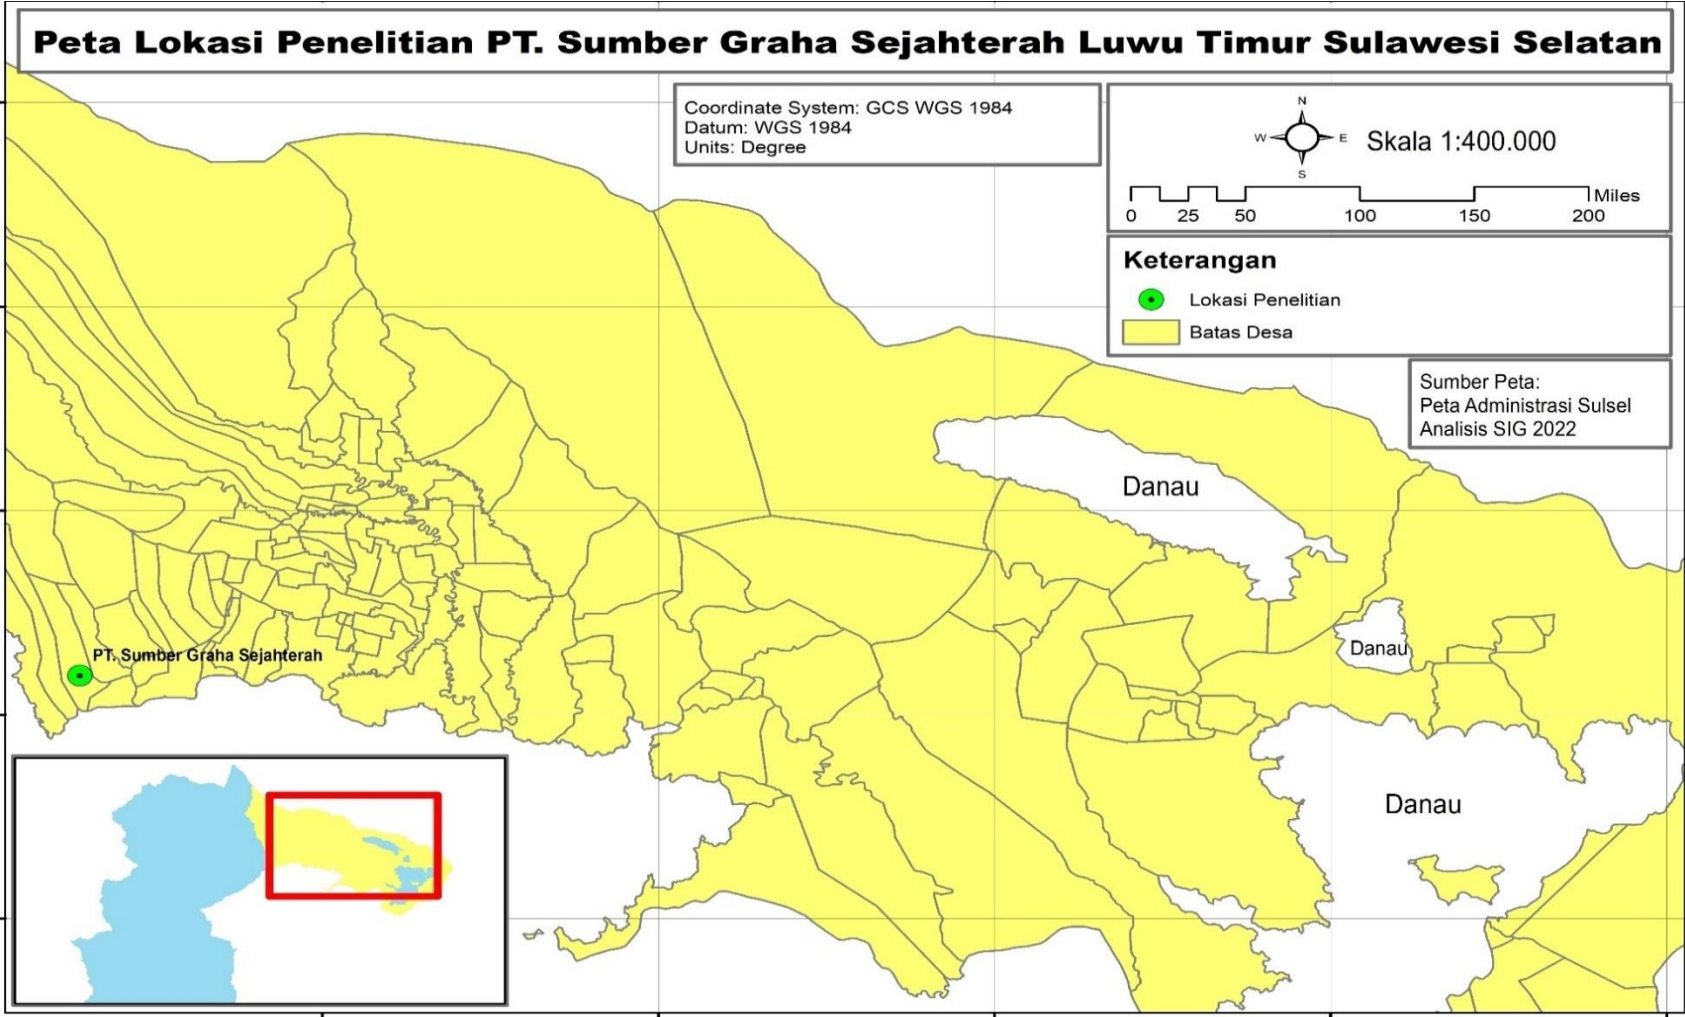 Peta Lokasi Penelitian PT. Sumber Graha Sejahterah Luwu Timur Sulawesi Selatan
Coordinate System: GCS WGS 1984
Datum: WGS 1984
Units: Degree
N
W E
S
Skala 1:400.000
Miles
0 25 50 100 150 200
Keterangan
Lokasi Penelitian
Batas Desa
Sumber Peta:
Peta Administrasi Sulsel
Analisis SIG 2022
Danau
Danau
PT. Sumber Graha Sejahterah
Danau